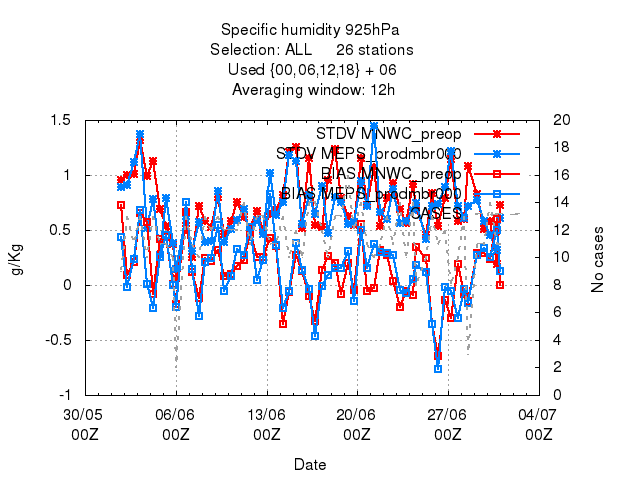 Specific humidity 925hPa
Selection: ALL 26 stations
Used {00,06,12,18} + 06
Averaging window: 12h
STDV MNWC_preop
STDV MEPS_prodmbr000
BIAS MNWC_preop
BIAS MEPS_prodmbr000
CASES
g/Kg
1.5
1
0.5
0
-0.5
-1
No cases
20
18
16
14
12
10
8
6
4
2
0
30/05 06/06 13/06 20/06 27/06 04/07
00Z 00Z 00Z 00Z 00Z 00Z
Date